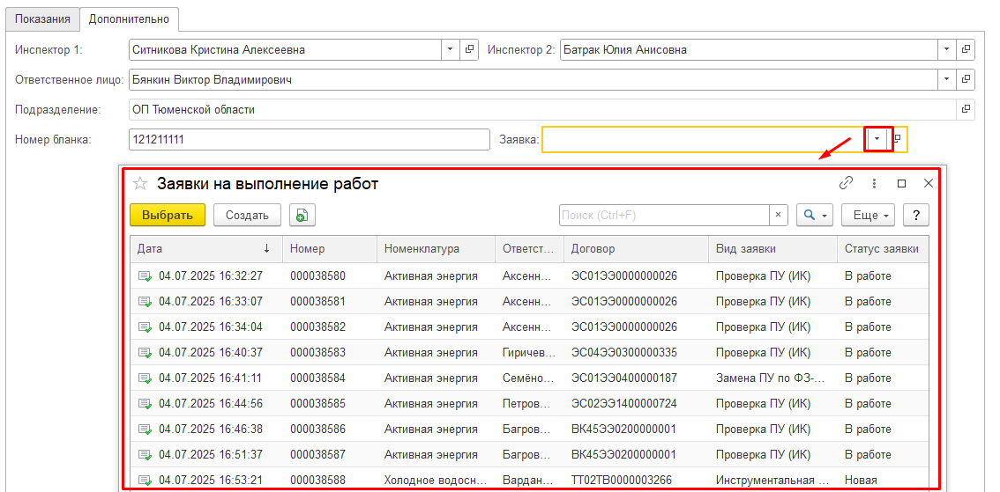 Показания Дополнительно
Инспектор 1: Ситникова Кристина Алексеевна Инспектор 2: Батрак Юлия Анисовна
Ответственное лицо: Бянкин Виктор Владимирович
Подразделение: ОП Тюменской области
Номер бланка: 121211111 Заявка:
Заявки на выполнение работ
Выбрать Создать Поиск (Ctrl+F) × Еще ?
Дата ↓ Номер Номенклатура Ответст... Договор Вид заявки Статус заявки
04.07.2025 16:32:27 000038580 Активная энергия Аксенн... ЭС01ЭЭ0000000026 Проверка ПУ (ИК) В работе
04.07.2025 16:33:07 000038581 Активная энергия Аксенн... ЭС01ЭЭ0000000026 Проверка ПУ (ИК) В работе
04.07.2025 16:34:04 000038582 Активная энергия Аксенн... ЭС01ЭЭ0000000026 Проверка ПУ (ИК) В работе
04.07.2025 16:40:37 000038583 Активная энергия Гиричев... ЭС04ЭЭ0300000335 Проверка ПУ (ИК) В работе
04.07.2025 16:41:11 000038584 Активная энергия Семёно... ЭС01ЭЭ0400000187 Замена ПУ по ФЗ-... В работе
04.07.2025 16:44:56 000038585 Активная энергия Петров... ЭС02ЭЭ1400000724 Проверка ПУ (ИК) В работе
04.07.2025 16:46:38 000038586 Активная энергия Багров... ВК45ЭЭ0200000001 Проверка ПУ (ИК) В работе
04.07.2025 16:51:37 000038587 Активная энергия Багров... ВК45ЭЭ0200000001 Проверка ПУ (ИК) В работе
04.07.2025 16:53:21 000038588 Холодное водосн... Вардан... ТТ02ТВ0000003266 Инструментальная ... Новая